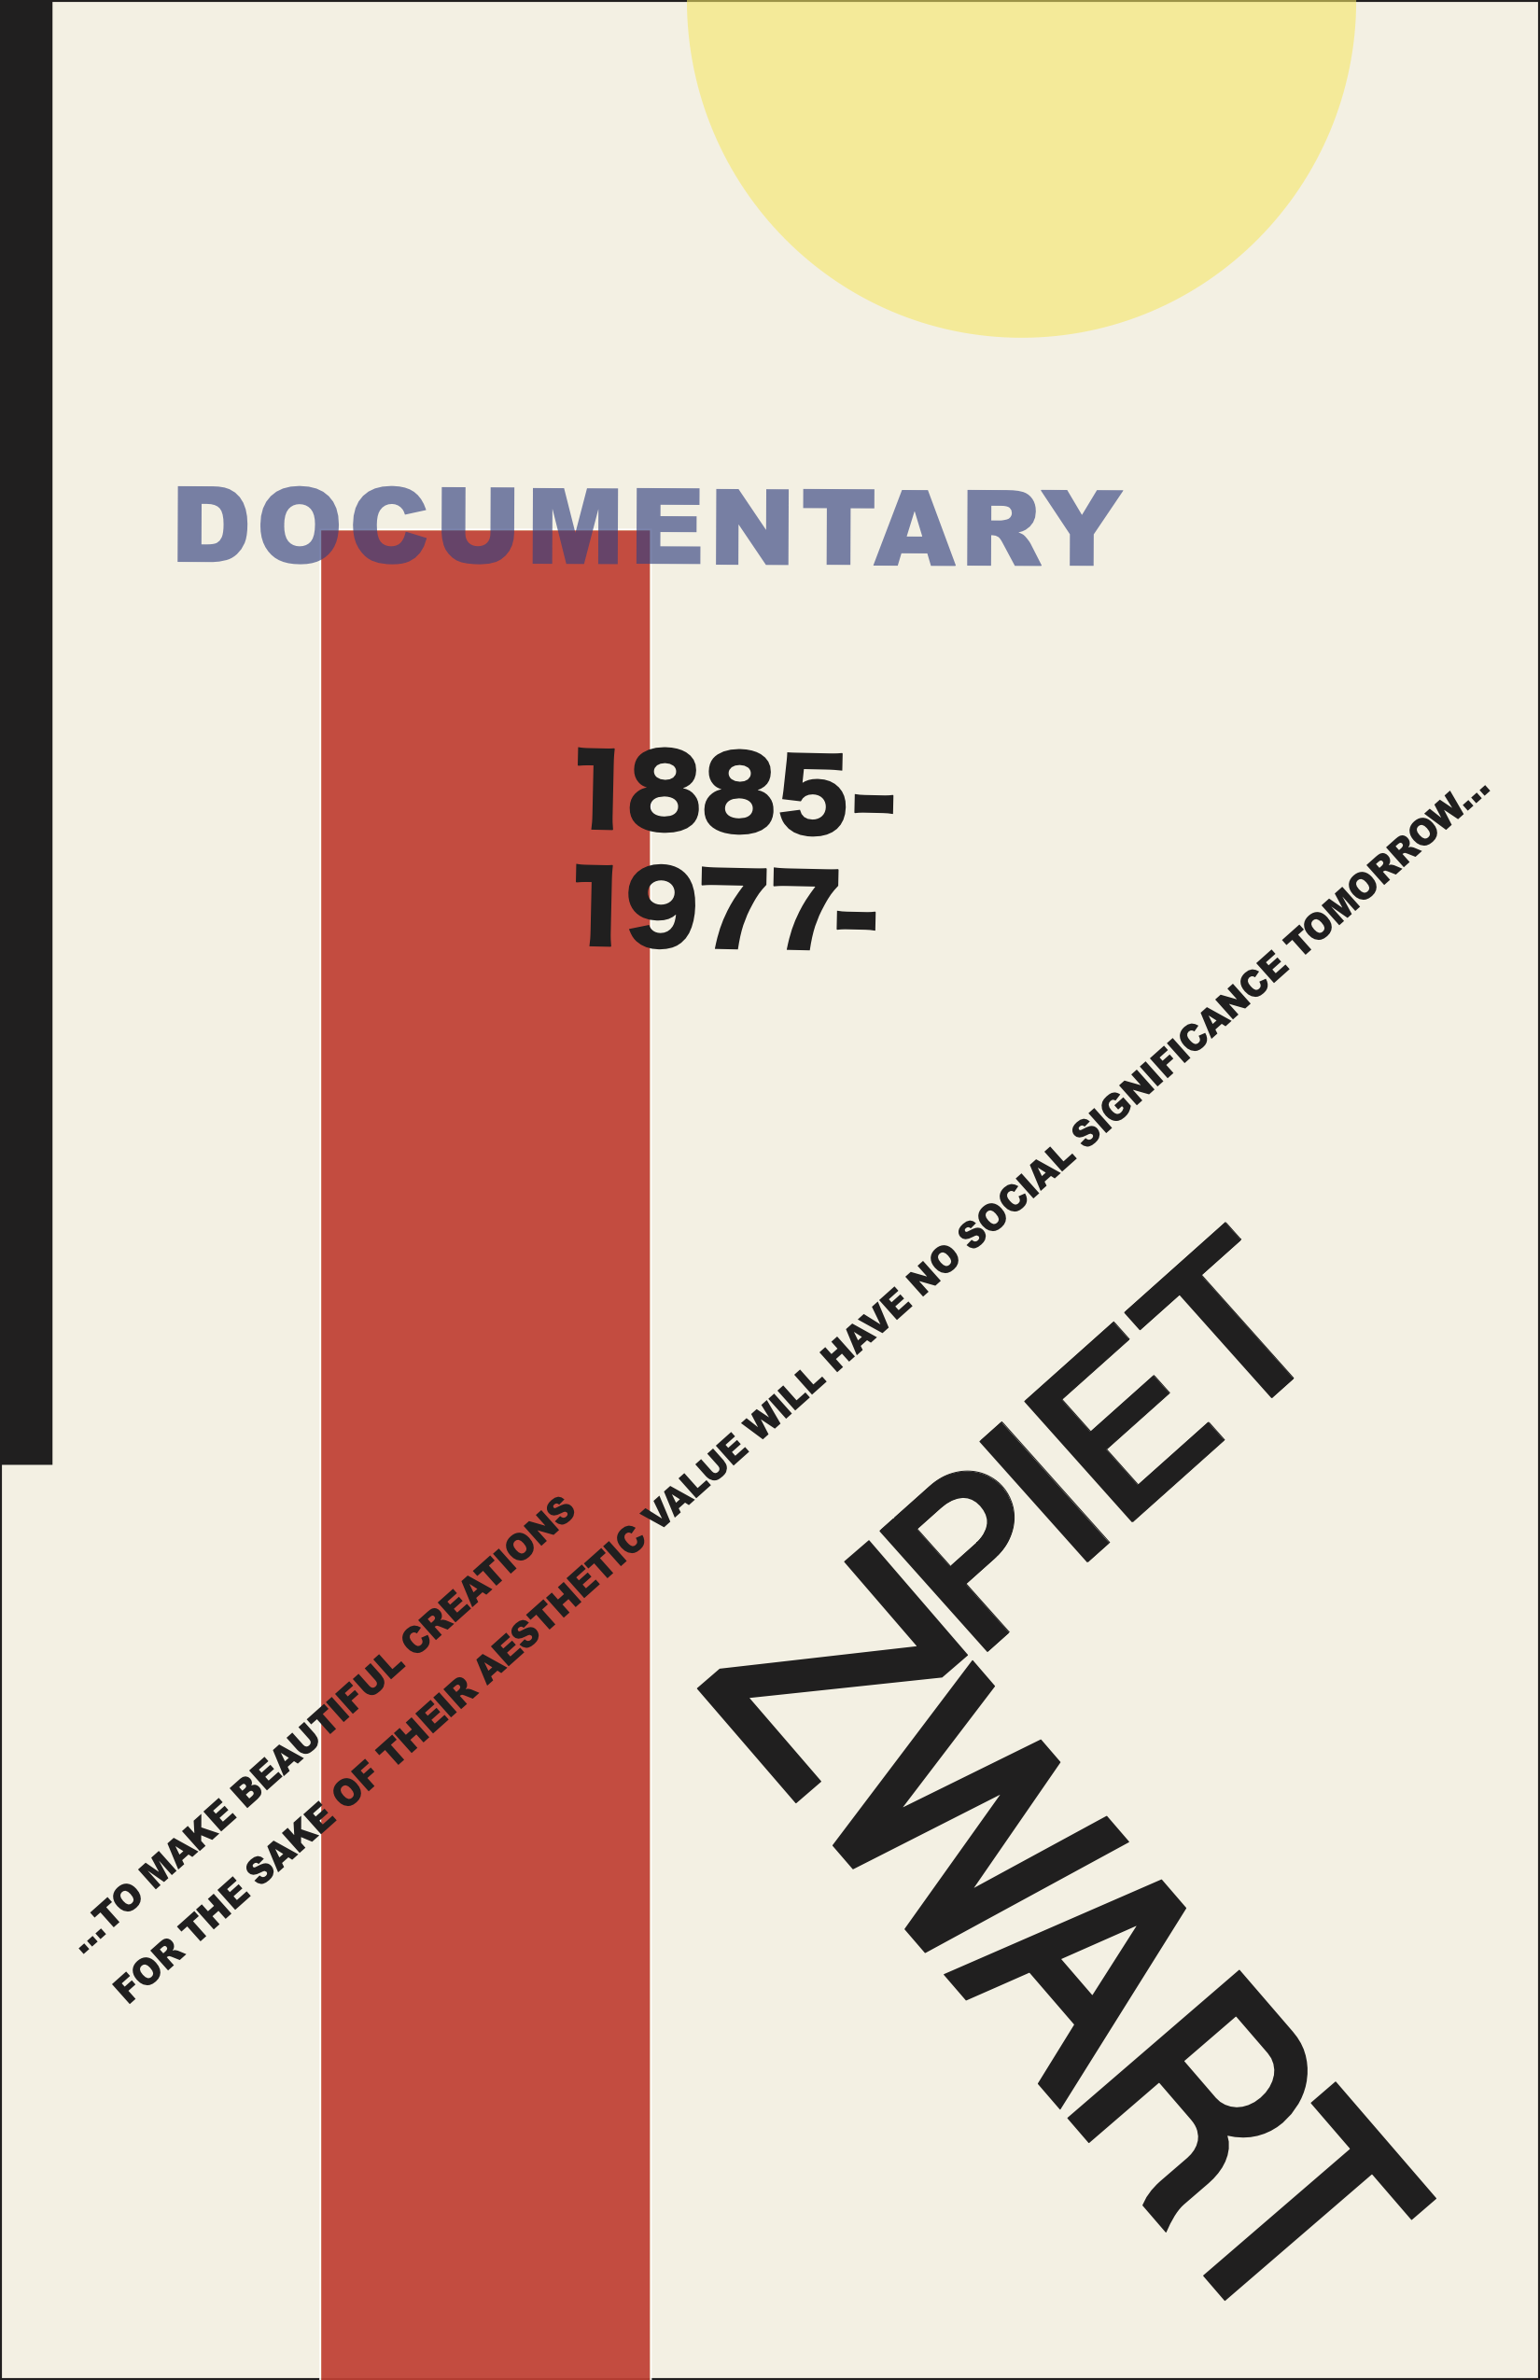 DOCUMENTARY
1885-
1977-
...TO MAKE BEAUTIFUL CREATIONS
FOR THE SAKE OF THEIR AESTHETIC VALUE WILL HAVE NO SOCIAL SIGNIFICANCE TOMORROW...
PIET
ZWART